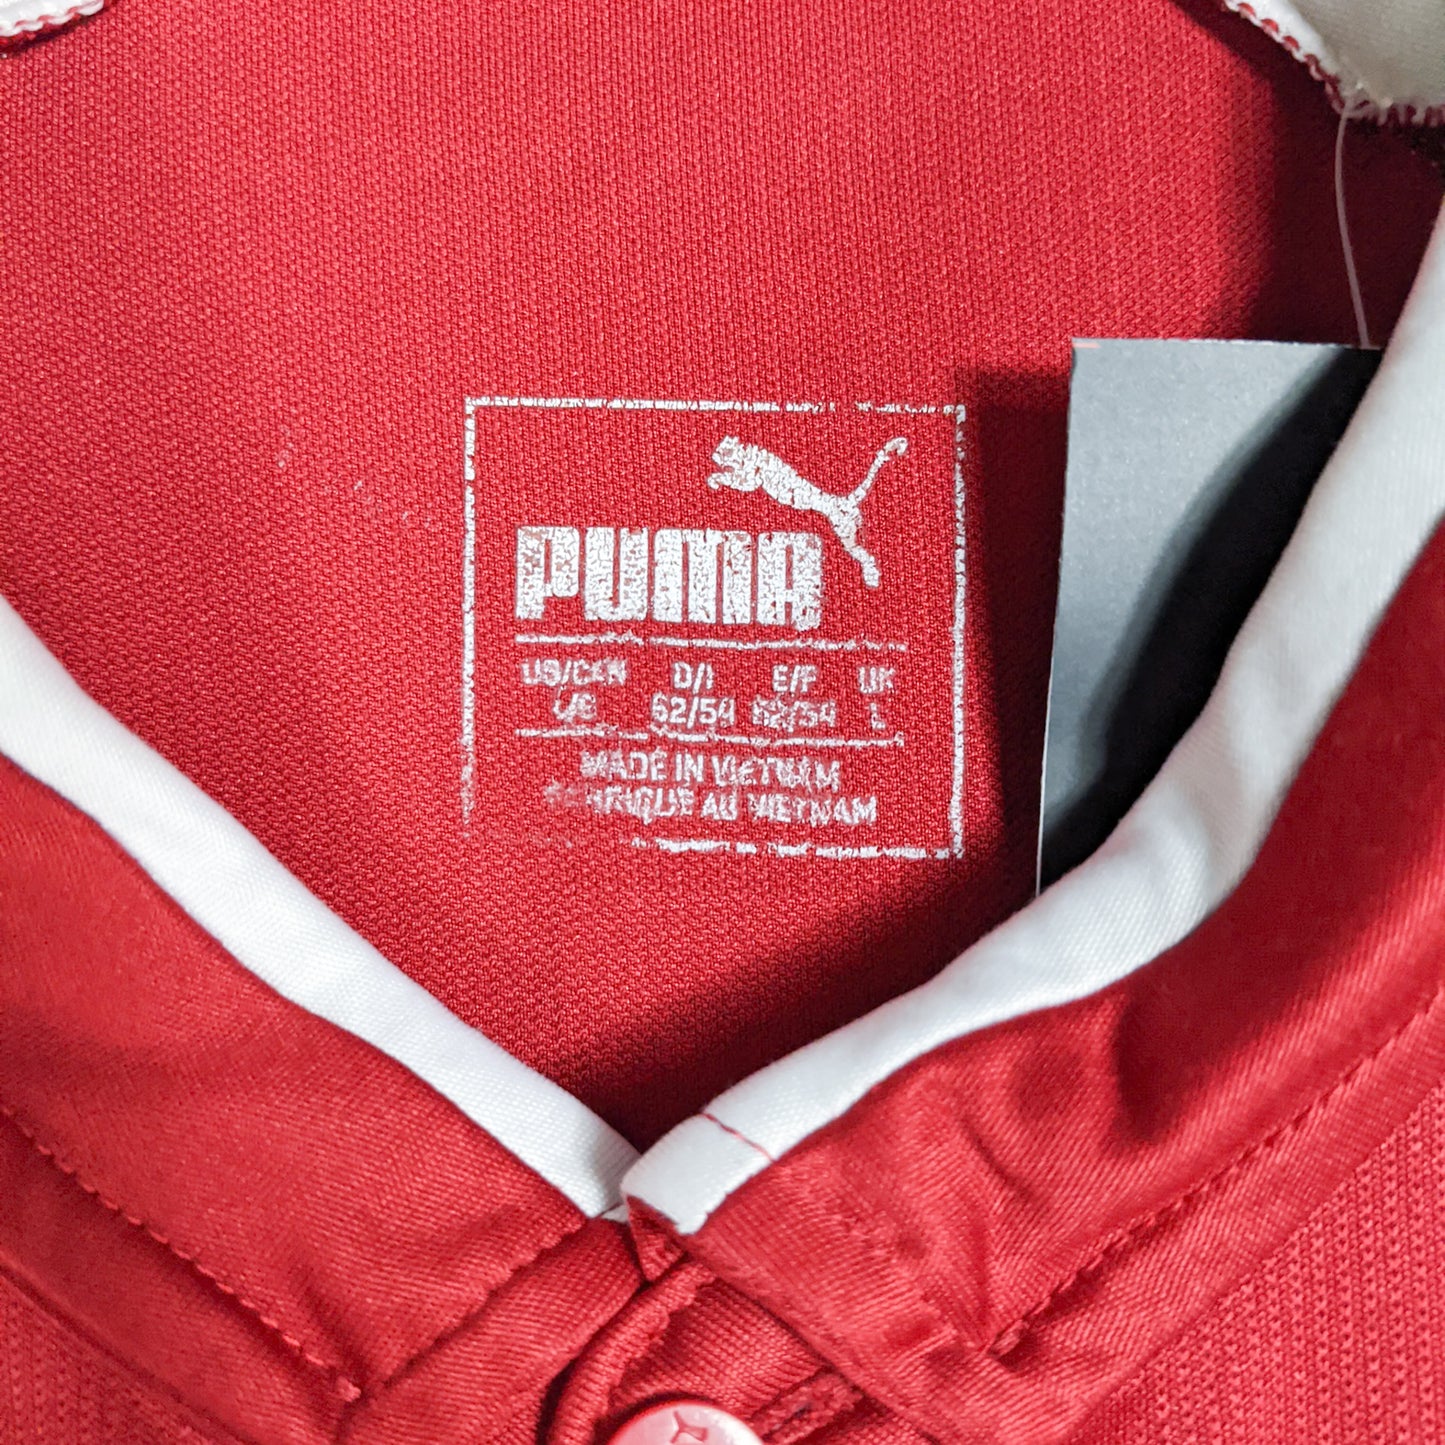 PUMA
US/CAN D/I E/F UK
L/G 52/54 52/54 L
MADE IN VIETNAM
FABRIQUE AU VIETNAM